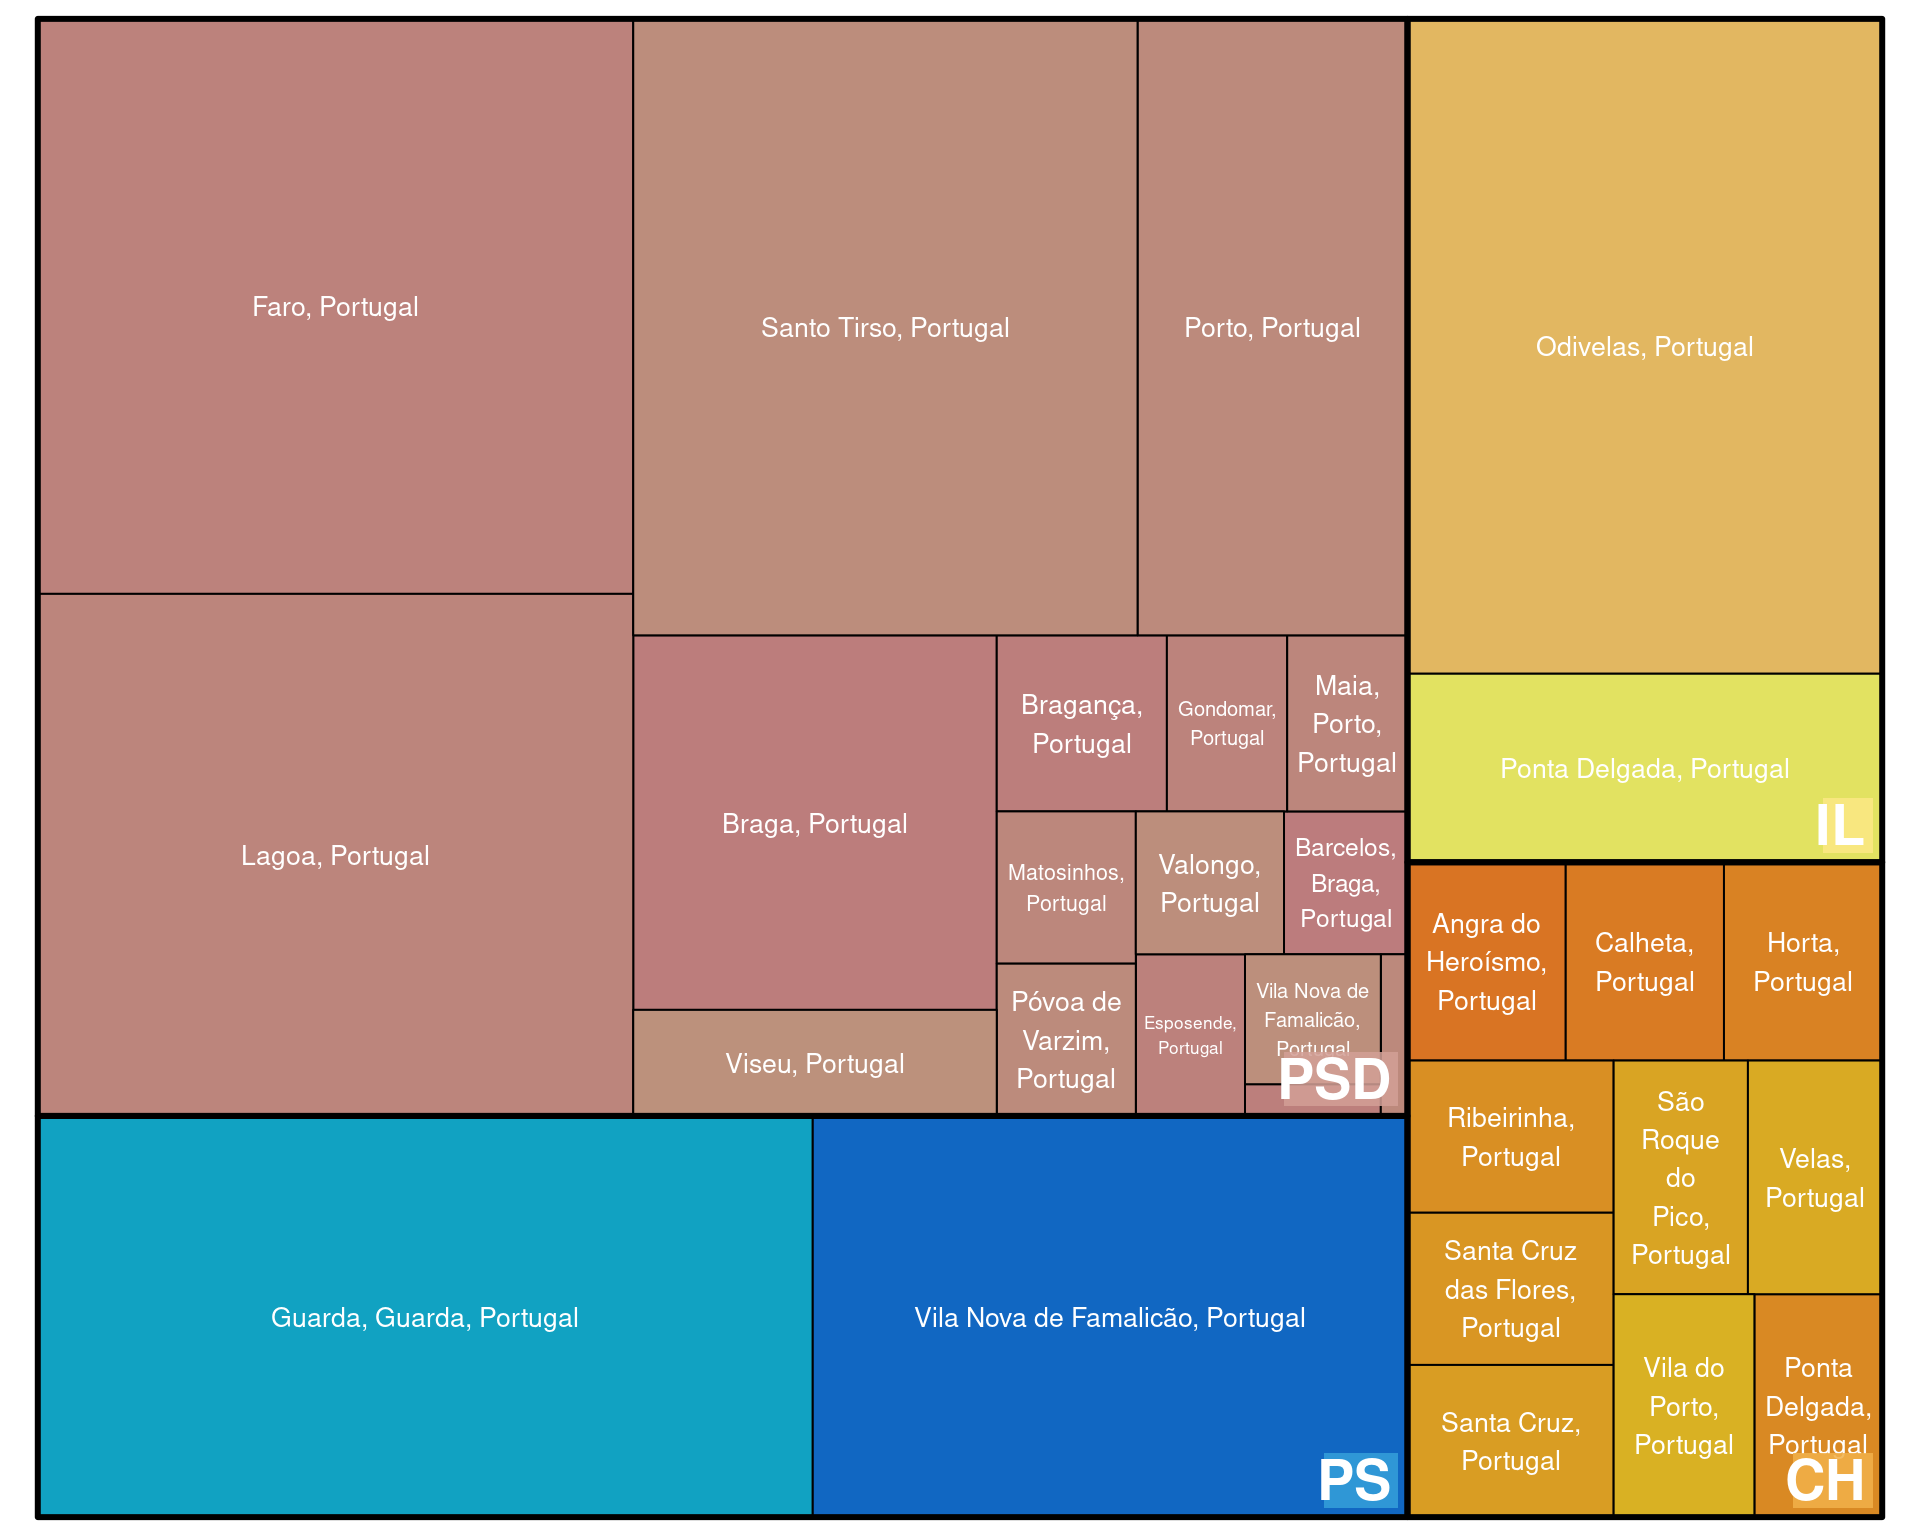 Faro, Portugal
Santo Tirso, Portugal
Porto, Portugal
Odivelas, Portugal
Lagoa, Portugal
Braga, Portugal
Bragança,
Portugal
Gondomar,
Portugal
Maia,
Porto,
Portugal
Matosinhos,
Portugal
Valongo,
Portugal
Barcelos,
Braga,
Portugal
Viseu, Portugal
Póvoa de
Varzim,
Portugal
Esposende,
Portugal
Vila Nova de
Famalicão,
Portugal
PSD
Ponta Delgada, Portugal
IL
Guarda, Guarda, Portugal
Vila Nova de Famalicão, Portugal
PS
Angra do
Heroísmo,
Portugal
Calheta,
Portugal
Horta,
Portugal
Ribeirinha,
Portugal
São
Roque
do
Pico,
Portugal
Velas,
Portugal
Santa Cruz
das Flores,
Portugal
Santa Cruz,
Portugal
Vila do
Porto,
Portugal
Ponta
Delgada,
Portugal
CH